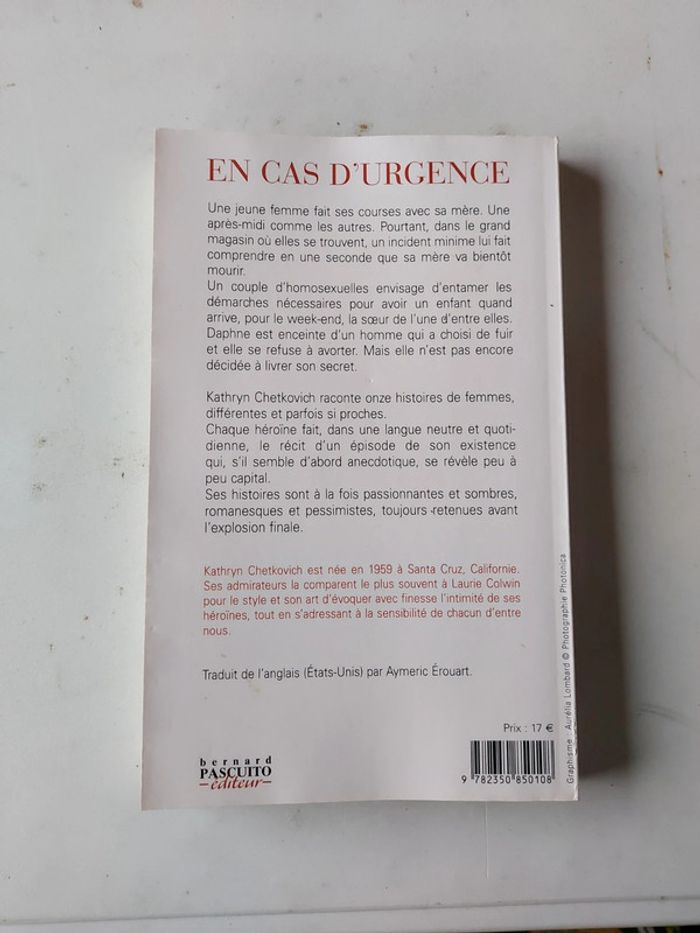 EN CAS D'URGENCE
Une jeune femme fait ses courses avec sa mère. Une
après-midi comme les autres. Pourtant, dans le grand
magasin où elles se trouvent, un incident minime lui fait
comprendre en une seconde que sa mère va bientôt
mourir.
Un couple d'homosexuelles envisage d'entamer les
démarches nécessaires pour avoir un enfant quand
arrive, pour le week-end, la sœur de l'une d'entre elles.
Daphne est enceinte d'un homme qui a choisi de fuir
et elle se refuse à avorter. Mais elle n'est pas encore
décidée à livrer son secret.
Kathryn Chetkovich raconte onze histoires de femmes,
différentes et parfois si proches.
Chaque héroïne fait, dans une langue neutre et quoti-
dienne, le récit d'un épisode de son existence
qui, s'il semble d'abord anecdotique, se révèle peu à
peu capital.
Ses histoires sont à la fois passionnantes et sombres,
romanesques et pessimistes, toujours retenues avant
l'explosion finale.
Kathryn Chetkovich est née en 1959 à Santa Cruz, Californie.
Ses admirateurs la comparent le plus souvent à Laurie Colwin
pour le style et son art d'évoquer avec finesse l'intimité de ses
héroïnes, tout en s'adressant à la sensibilité de chacun d'entre
nous.
Traduit de l'anglais (États-Unis) par Aymeric Érouart.
Prix : 17 €
bernard
PASCUITO
éditeur
9 782350 850108
Graphisme : Aurélia Lombard © Photographie Photonica